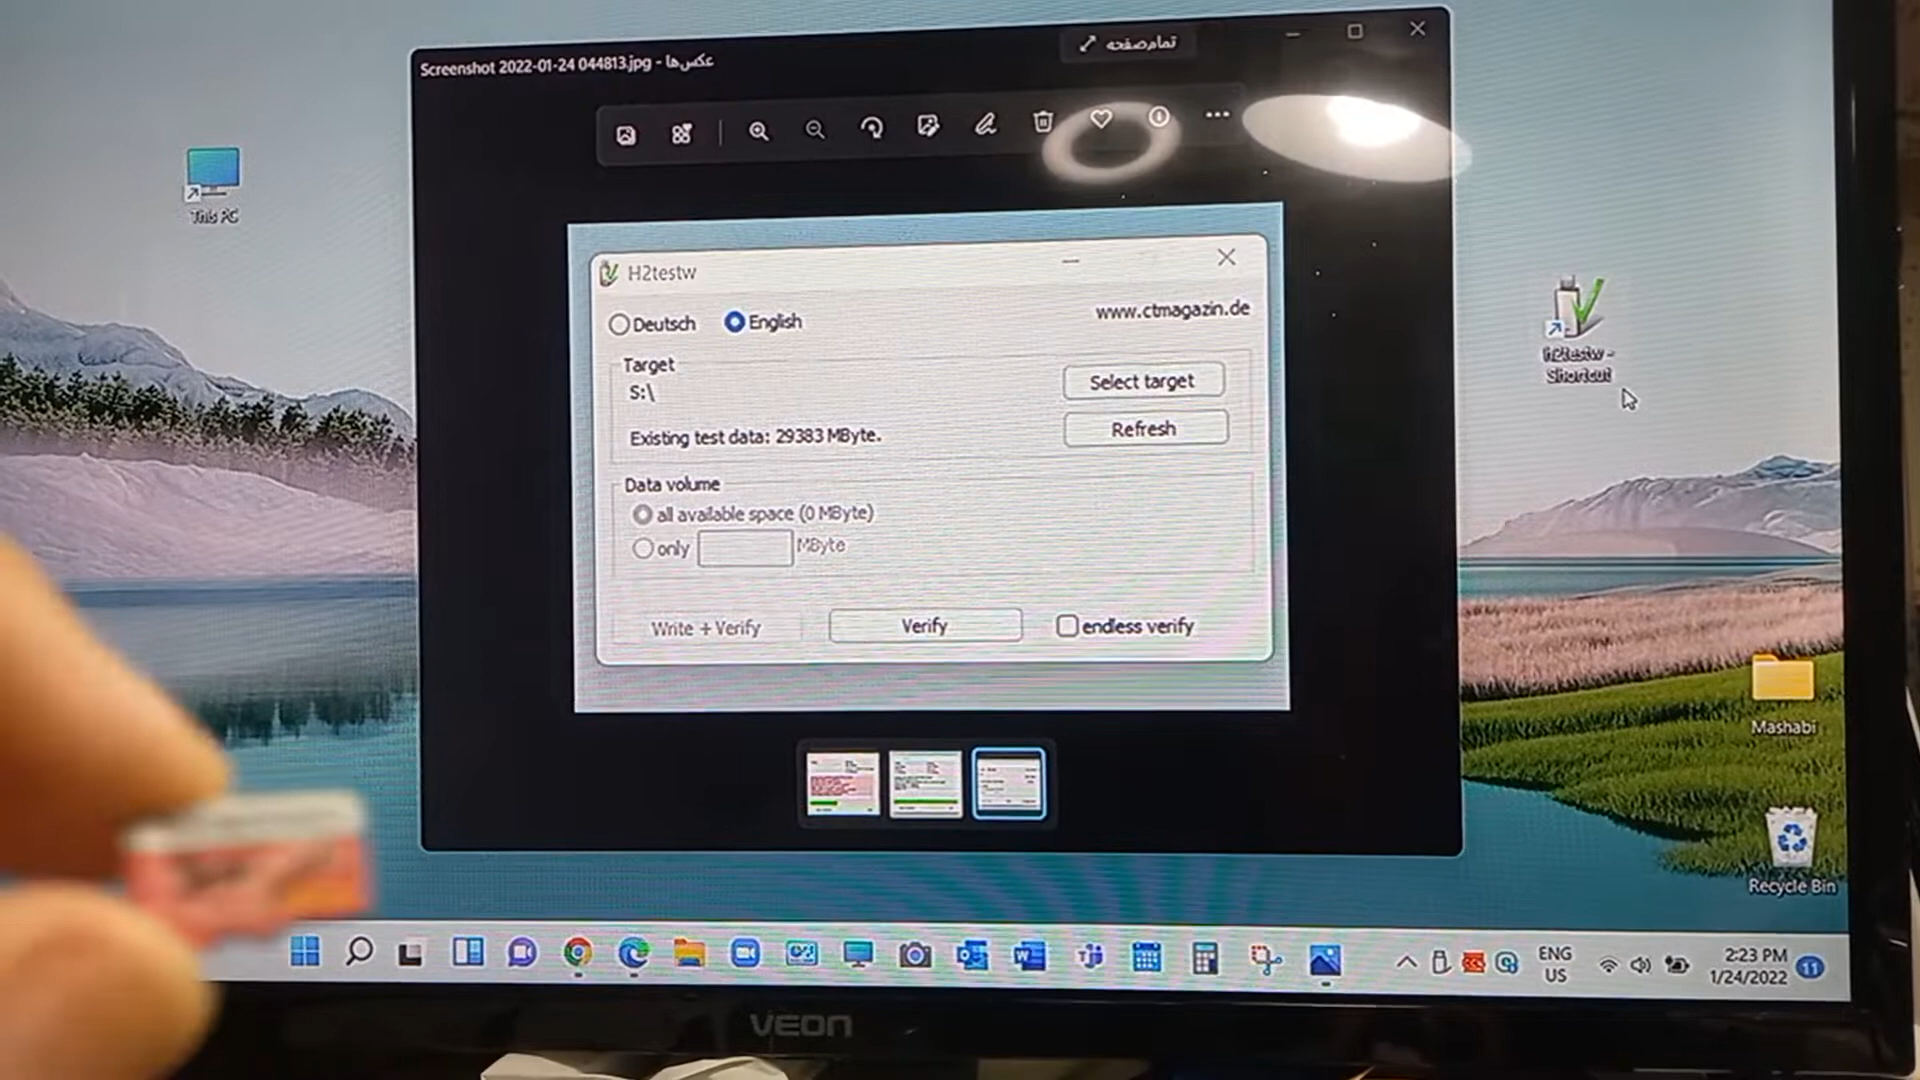 Screenshot 2022-01-24 044813.jpg - عکس‌ها
تمام‌صفحه
This PC
H2testw
Deutsch
English
www.ctmagazin.de
Target
S:\
Select target
Existing test data: 29383 MByte.
Refresh
Data volume
all available space (0 MByte)
only
MByte
Write + Verify
Verify
endless verify
h2testw -
Shortcut
Mashabi
Recycle Bin
ENG
US
2:23 PM
1/24/2022
11
VEON